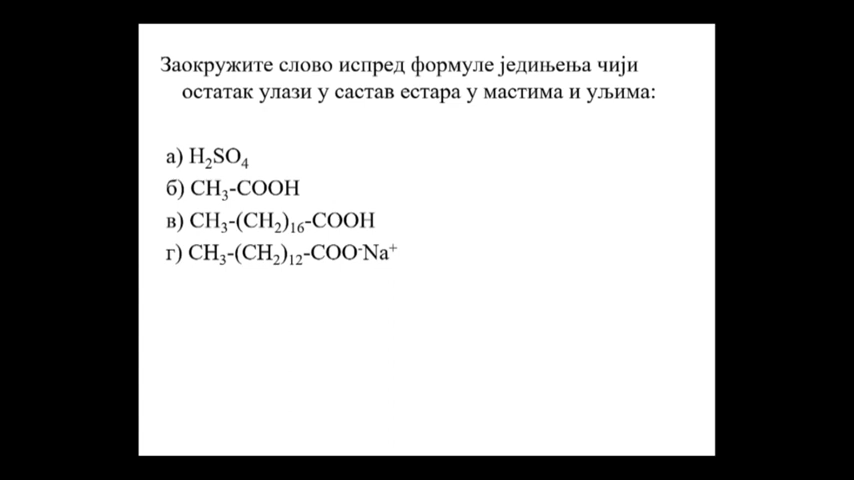 Заокружите слово испред формуле једињења чији
остатак улази у састав естара у мастима и уљима:
а) H₂SO₄
б) CH₃-COOH
в) CH₃-(CH₂)₁₆-COOH
г) CH₃-(CH₂)₁₂-COO⁻Na⁺